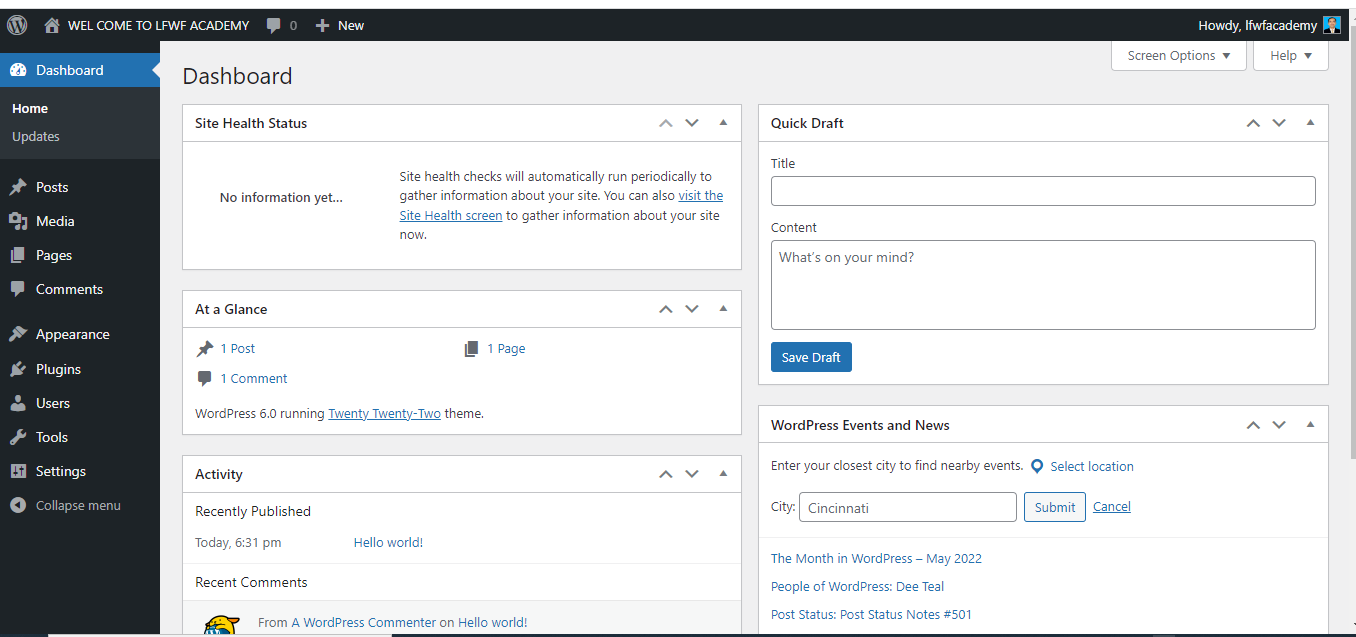 WEL COME TO LFWF ACADEMY 0 New Howdy, lfwfacademy
Dashboard
Home
Updates
Posts
Media
Pages
Comments
Appearance
Plugins
Users
Tools
Settings
Collapse menu
Screen Options Help
Dashboard
Site Health Status
No information yet...
Site health checks will automatically run periodically to
gather information about your site. You can also visit the
Site Health screen to gather information about your site
now.
At a Glance
1 Post 1 Page
1 Comment
WordPress 6.0 running Twenty Twenty-Two theme.
Activity
Recently Published
Today, 6:31 pm Hello world!
Recent Comments
From A WordPress Commenter on Hello world!
Quick Draft
Title
Content
What's on your mind?
Save Draft
WordPress Events and News
Enter your closest city to find nearby events. Select location
City: Cincinnati Submit Cancel
The Month in WordPress – May 2022
People of WordPress: Dee Teal
Post Status: Post Status Notes #501